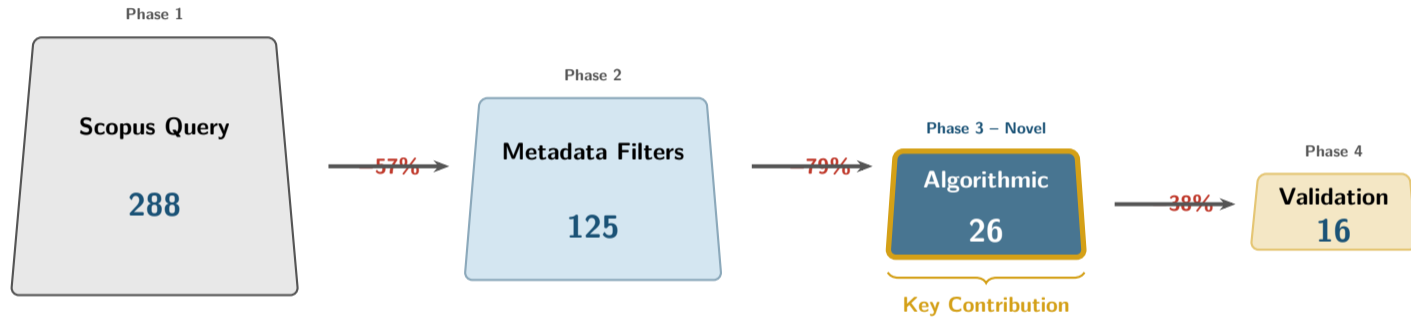 Phase 1
Scopus Query
288
−57%
Phase 2
Metadata Filters
125
−79%
Phase 3 – Novel
Algorithmic
26
Key Contribution
−38%
Phase 4
Validation
16